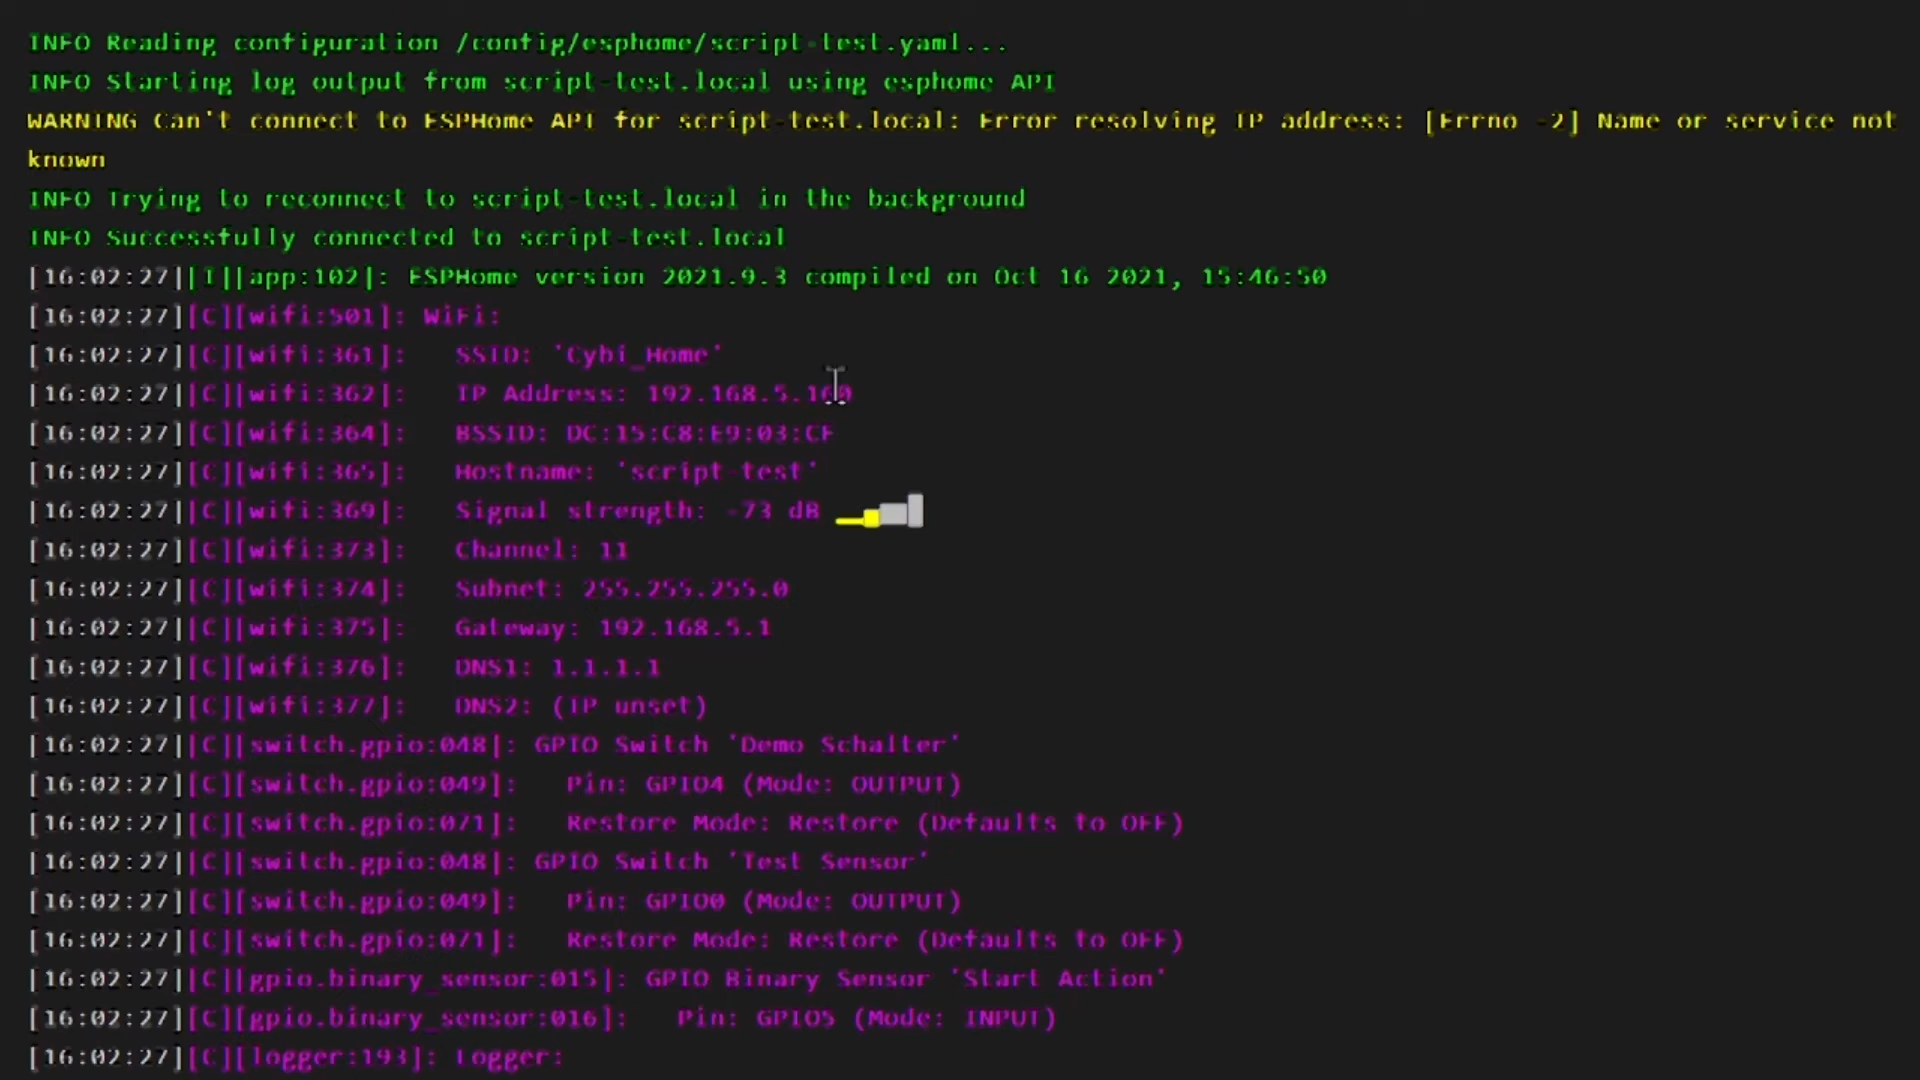 INFO Reading configuration /config/esphome/script-test.yaml...
INFO Starting log output from script-test.local using esphome API
WARNING Can't connect to ESPHome API for script-test.local: Error resolving IP address: [Errno -2] Name or service not
known
INFO Trying to reconnect to script-test.local in the background
INFO Successfully connected to script-test.local
[16:02:27][I][app:102]: ESPHome version 2021.9.3 compiled on Oct 16 2021, 15:46:50
[16:02:27][C][wifi:501]: WiFi:
[16:02:27][C][wifi:361]:   SSID: 'Cybi_Home'
[16:02:27][C][wifi:362]:   IP Address: 192.168.5.160
[16:02:27][C][wifi:364]:   BSSID: DC:15:C8:E9:03:CF
[16:02:27][C][wifi:365]:   Hostname: 'script-test'
[16:02:27][C][wifi:369]:   Signal strength: -73 dB
[16:02:27][C][wifi:373]:   Channel: 11
[16:02:27][C][wifi:374]:   Subnet: 255.255.255.0
[16:02:27][C][wifi:375]:   Gateway: 192.168.5.1
[16:02:27][C][wifi:376]:   DNS1: 1.1.1.1
[16:02:27][C][wifi:377]:   DNS2: (IP unset)
[16:02:27][C][switch.gpio:048]: GPIO Switch 'Demo Schalter'
[16:02:27][C][switch.gpio:049]:   Pin: GPIO4 (Mode: OUTPUT)
[16:02:27][C][switch.gpio:071]:   Restore Mode: Restore (Defaults to OFF)
[16:02:27][C][switch.gpio:048]: GPIO Switch 'Test Sensor'
[16:02:27][C][switch.gpio:049]:   Pin: GPIO0 (Mode: OUTPUT)
[16:02:27][C][switch.gpio:071]:   Restore Mode: Restore (Defaults to OFF)
[16:02:27][C][gpio.binary_sensor:015]: GPIO Binary Sensor 'Start Action'
[16:02:27][C][gpio.binary_sensor:016]:   Pin: GPIO5 (Mode: INPUT)
[16:02:27][C][logger:193]: Logger: